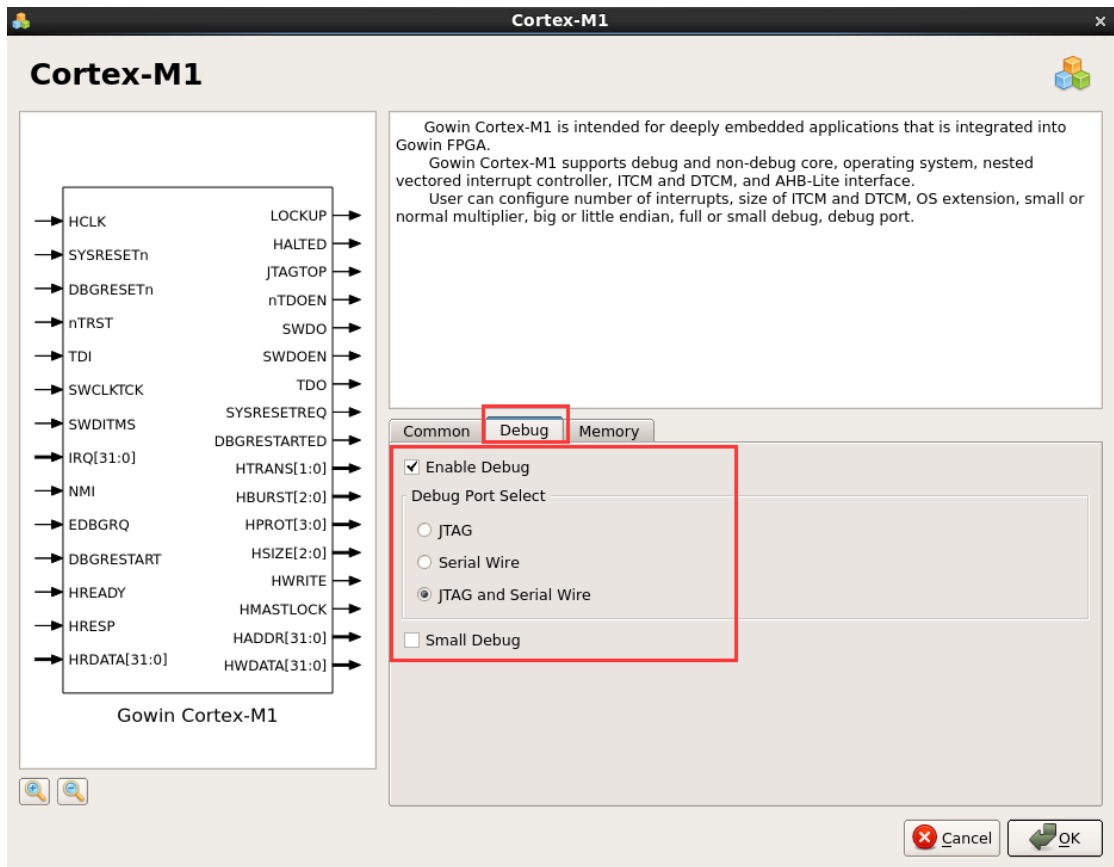 Cortex-M1
Cortex-M1
HCLK
SYSRESETn
DBGRESETn
nTRST
TDI
SWCLKTCK
SWDITMS
IRQ[31:0]
NMI
EDBGRQ
DBGRESTART
HREADY
HRESP
HRDATA[31:0]
LOCKUP
HALTED
JTAGTOP
nTDOEN
SWDO
SWDOEN
TDO
SYSRESETREQ
DBGRESTARTED
HTRANS[1:0]
HBURST[2:0]
HPROT[3:0]
HSIZE[2:0]
HWRITE
HMASTLOCK
HADDR[31:0]
HWDATA[31:0]
Gowin Cortex-M1
Gowin Cortex-M1 is intended for deeply embedded applications that is integrated into
Gowin FPGA.
Gowin Cortex-M1 supports debug and non-debug core, operating system, nested
vectored interrupt controller, ITCM and DTCM, and AHB-Lite interface.
User can configure number of interrupts, size of ITCM and DTCM, OS extension, small or
normal multiplier, big or little endian, full or small debug, debug port.
Common Debug Memory
Enable Debug
Debug Port Select
JTAG
Serial Wire
JTAG and Serial Wire
Small Debug
Cancel OK